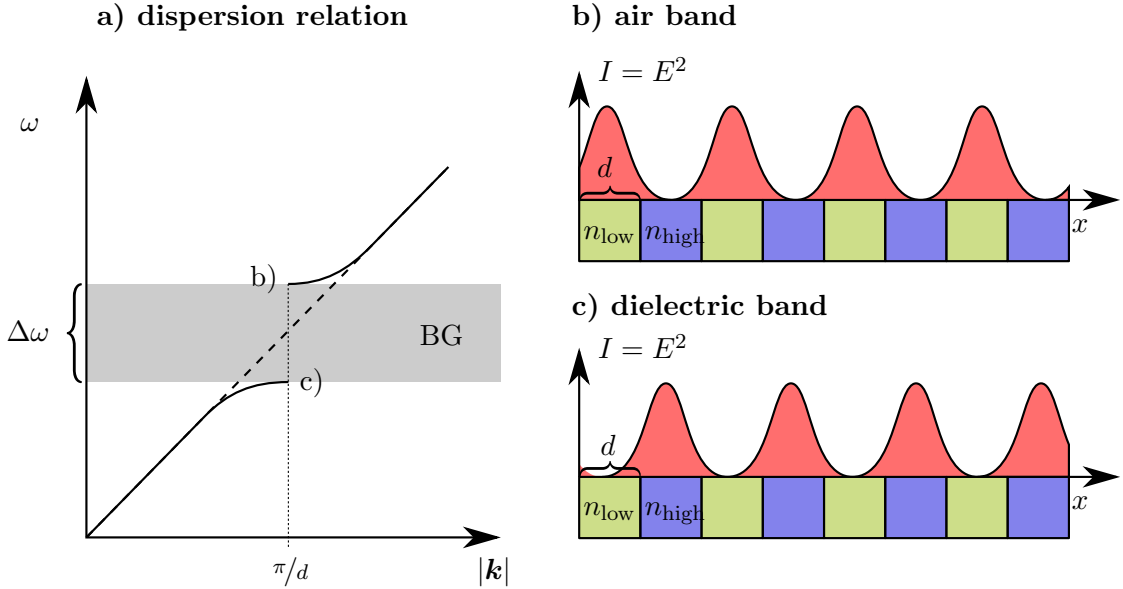 a) dispersion relation
ω
b)
Δω
BG
c)
π/d
|k|
b) air band
I = E²
d
n_low n_high
x
c) dielectric band
I = E²
d
n_low n_high
x